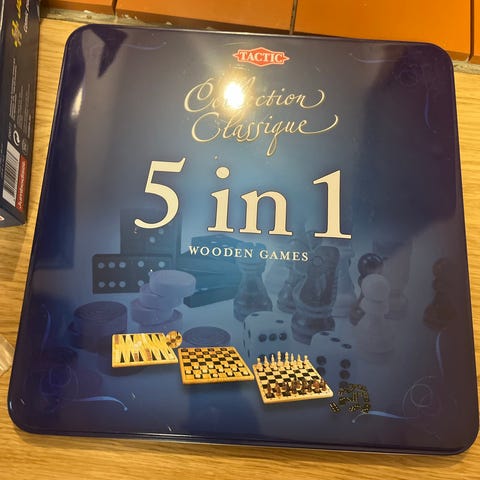 TACTIC
Collection
Classique
5 in 1
WOODEN GAMES